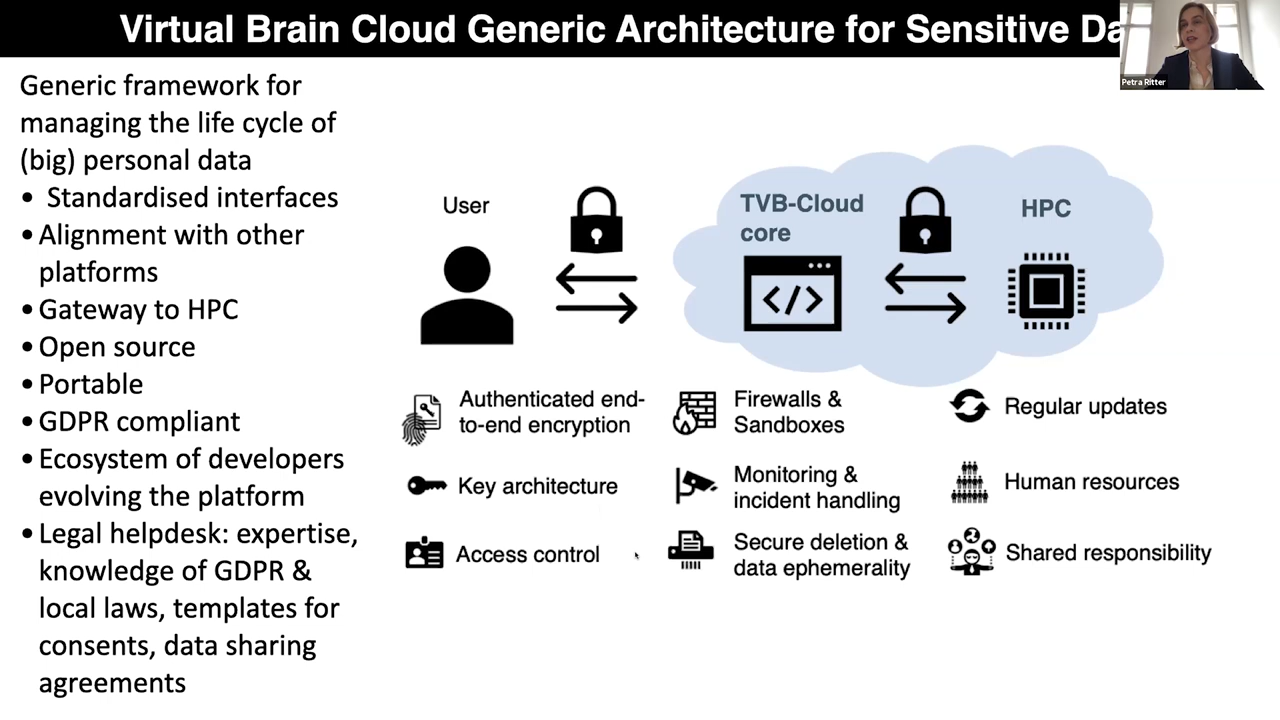 Virtual Brain Cloud Generic Architecture for Sensitive
Petra Ritter
Generic framework for
managing the life cycle of
(big) personal data
• Standardised interfaces
• Alignment with other
platforms
• Gateway to HPC
• Open source
• Portable
• GDPR compliant
• Ecosystem of developers
evolving the platform
• Legal helpdesk: expertise,
knowledge of GDPR &
local laws, templates for
consents, data sharing
agreements
User
TVB-Cloud
core
HPC
</>
Authenticated end-
to-end encryption
Firewalls &
Sandboxes
Regular updates
Key architecture
Monitoring &
incident handling
Human resources
Access control
Secure deletion &
data ephemerality
Shared responsibility